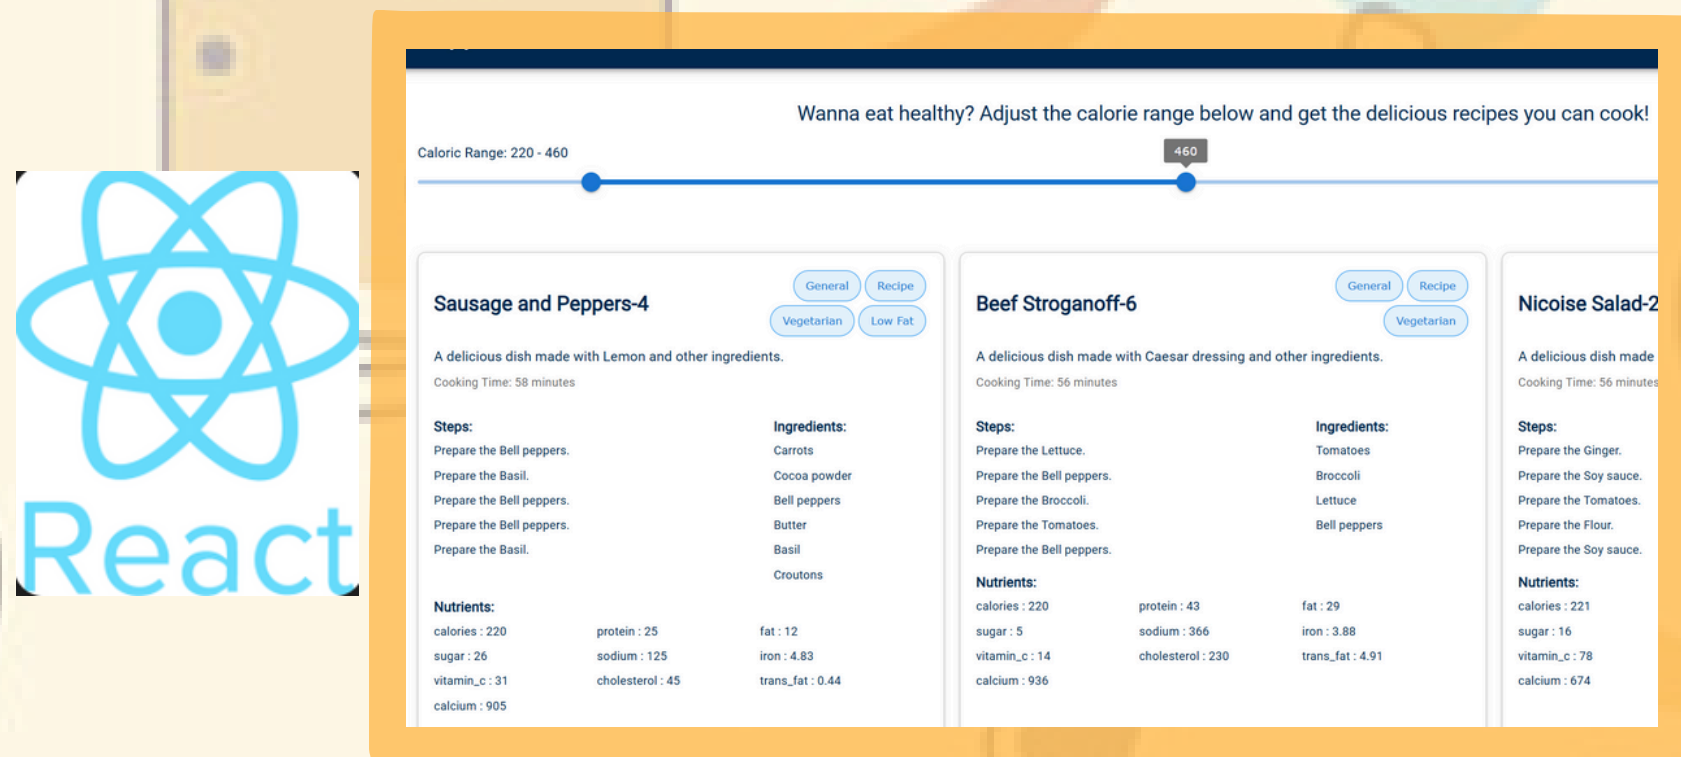 React
Wanna eat healthy? Adjust the calorie range below and get the delicious recipes you can cook!
Caloric Range: 220 - 460
460
Sausage and Peppers-4
General
Recipe
Vegetarian
Low Fat
A delicious dish made with Lemon and other ingredients.
Cooking Time: 58 minutes
Steps:
Prepare the Bell peppers.
Prepare the Basil.
Prepare the Bell peppers.
Prepare the Bell peppers.
Prepare the Basil.
Ingredients:
Carrots
Cocoa powder
Bell peppers
Butter
Basil
Croutons
Nutrients:
calories : 220 protein : 25 fat : 12
sugar : 26 sodium : 125 iron : 4.83
vitamin_c : 31 cholesterol : 45 trans_fat : 0.44
calcium : 905
Beef Stroganoff-6
General
Recipe
Vegetarian
A delicious dish made with Caesar dressing and other ingredients.
Cooking Time: 56 minutes
Steps:
Prepare the Lettuce.
Prepare the Bell peppers.
Prepare the Broccoli.
Prepare the Tomatoes.
Prepare the Bell peppers.
Ingredients:
Tomatoes
Broccoli
Lettuce
Bell peppers
Nutrients:
calories : 220 protein : 43 fat : 29
sugar : 5 sodium : 366 iron : 3.88
vitamin_c : 14 cholesterol : 230 trans_fat : 4.91
calcium : 936
Nicoise Salad-2
A delicious dish made
Cooking Time: 56 minutes
Steps:
Prepare the Ginger.
Prepare the Soy sauce.
Prepare the Tomatoes.
Prepare the Flour.
Prepare the Soy sauce.
Nutrients:
calories : 221
sugar : 16
vitamin_c : 78
calcium : 674